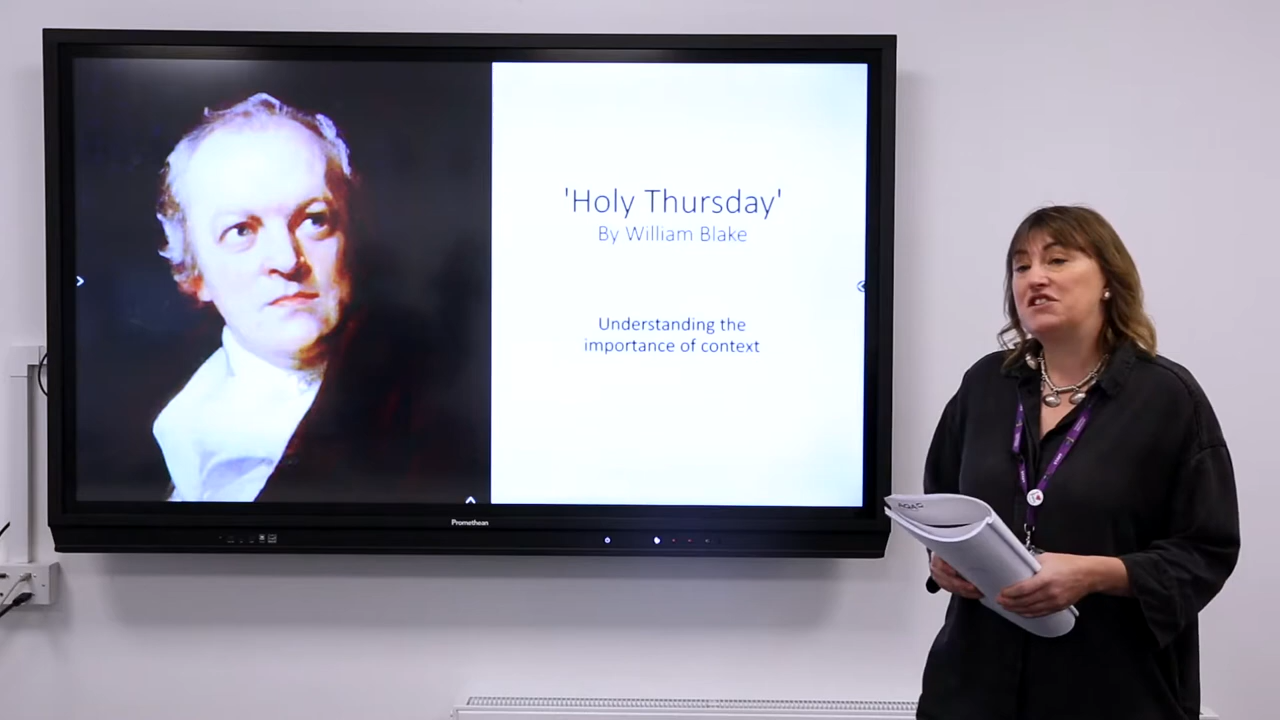 'Holy Thursday'
By William Blake
Understanding the
importance of context
Promethean